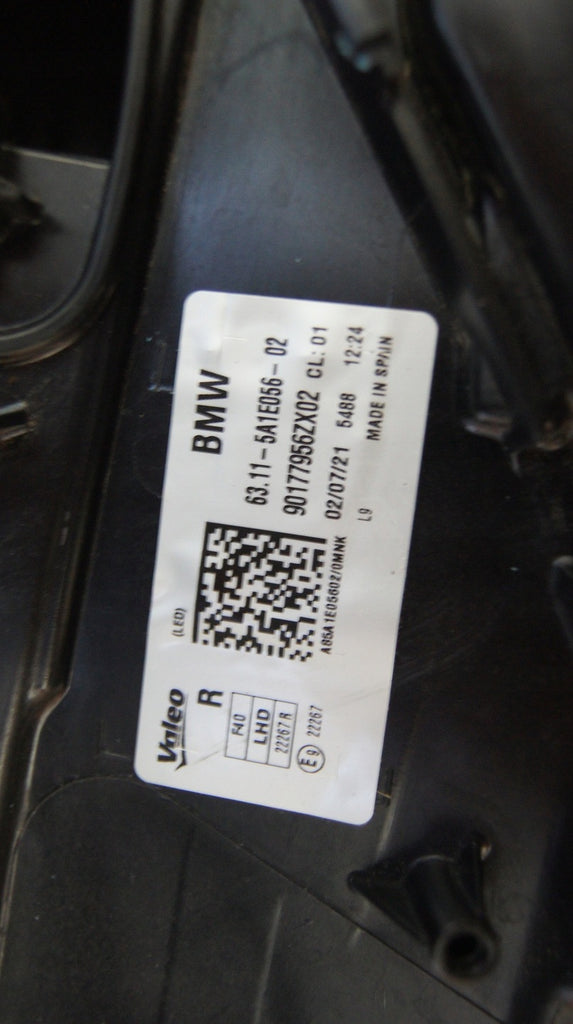 Valeo
(LED)
BMW
R
F40
LHD
22267 R
E9 22267
A85A1E05602/0MNK
63.11-5A1E056-02
90177956ZX02 CL:01
02/07/21 5488 12:24
L9
MADE IN SPAIN